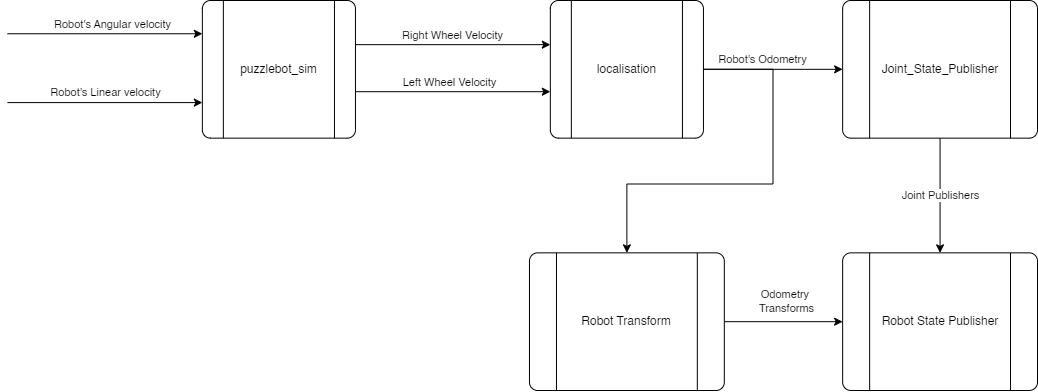 Robot's Angular velocity
Robot's Linear velocity
puzzlebot_sim
Right Wheel Velocity
Left Wheel Velocity
localisation
Robot's Odometry
Joint_State_Publisher
Joint Publishers
Robot Transform
Odometry
Transforms
Robot State Publisher